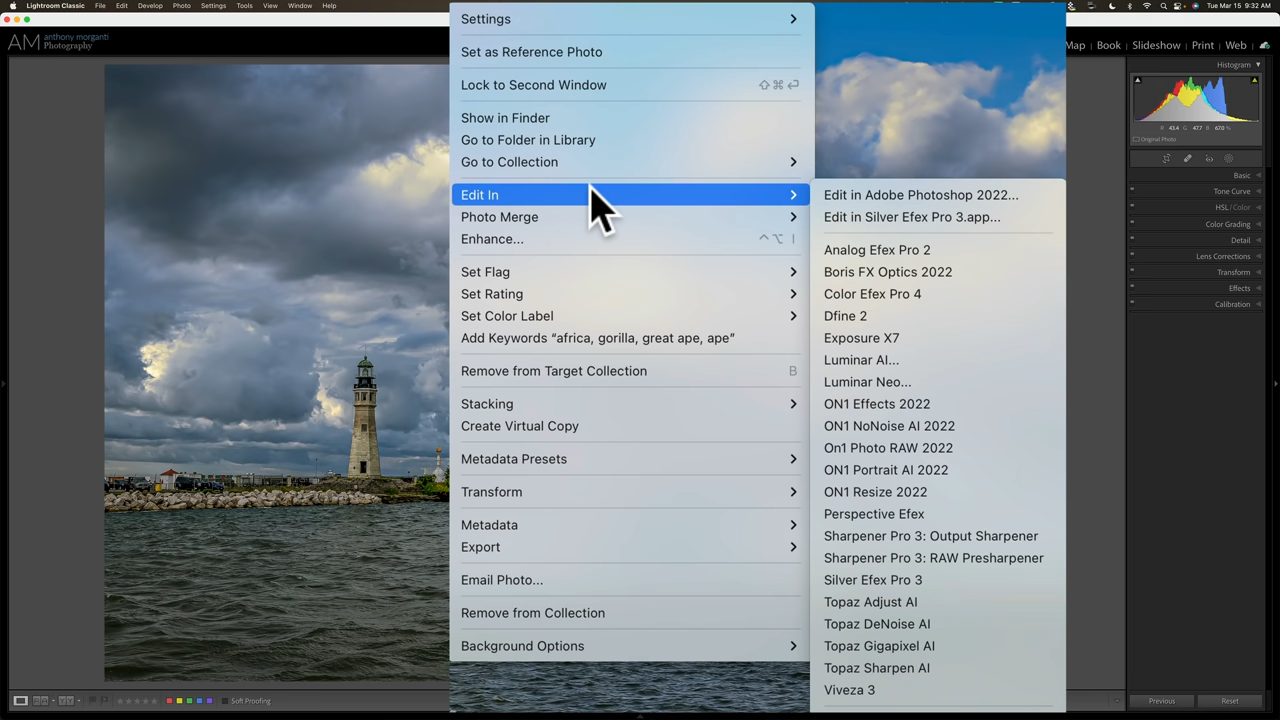 Lightroom Classic File Edit Develop Photo Settings Tools View Window Help
Tue Mar 15 9:32 AM
AM anthony morganti
Photography
Map | Book | Slideshow | Print | Web
Settings
Set as Reference Photo
Lock to Second Window ⇧⌘↩
Show in Finder
Go to Folder in Library
Go to Collection
Edit In
Photo Merge
Enhance... ^⌥ I
Set Flag
Set Rating
Set Color Label
Add Keywords “africa, gorilla, great ape, ape”
Remove from Target Collection B
Stacking
Create Virtual Copy
Metadata Presets
Transform
Metadata
Export
Email Photo...
Remove from Collection
Background Options
Edit in Adobe Photoshop 2022...
Edit in Silver Efex Pro 3.app...
Analog Efex Pro 2
Boris FX Optics 2022
Color Efex Pro 4
Dfine 2
Exposure X7
Luminar AI...
Luminar Neo...
ON1 Effects 2022
ON1 NoNoise AI 2022
On1 Photo RAW 2022
ON1 Portrait AI 2022
ON1 Resize 2022
Perspective Efex
Sharpener Pro 3: Output Sharpener
Sharpener Pro 3: RAW Presharpener
Silver Efex Pro 3
Topaz Adjust AI
Topaz DeNoise AI
Topaz Gigapixel AI
Topaz Sharpen AI
Viveza 3
Histogram
R 43.4 G 47.7 B 67.0 %
Original Photo
Basic
Tone Curve
HSL / Color
Color Grading
Detail
Lens Corrections
Transform
Effects
Calibration
Soft Proofing
Previous Reset